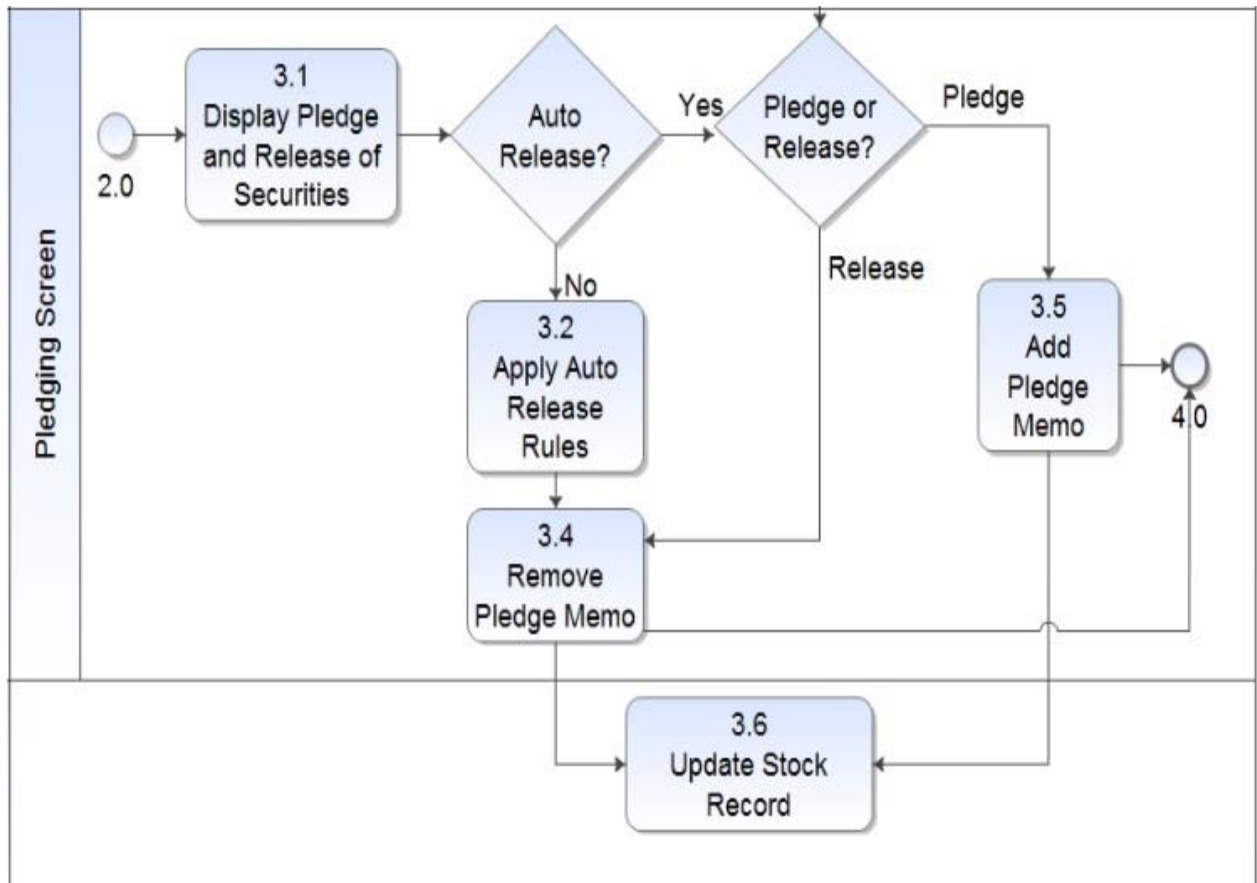 Pledging Screen
2.0
3.1
Display Pledge
and Release of
Securities
Auto
Release?
Yes
No
Pledge or
Release?
Pledge
Release
3.2
Apply Auto
Release
Rules
3.4
Remove
Pledge Memo
3.5
Add
Pledge
Memo
4.0
3.6
Update Stock
Record